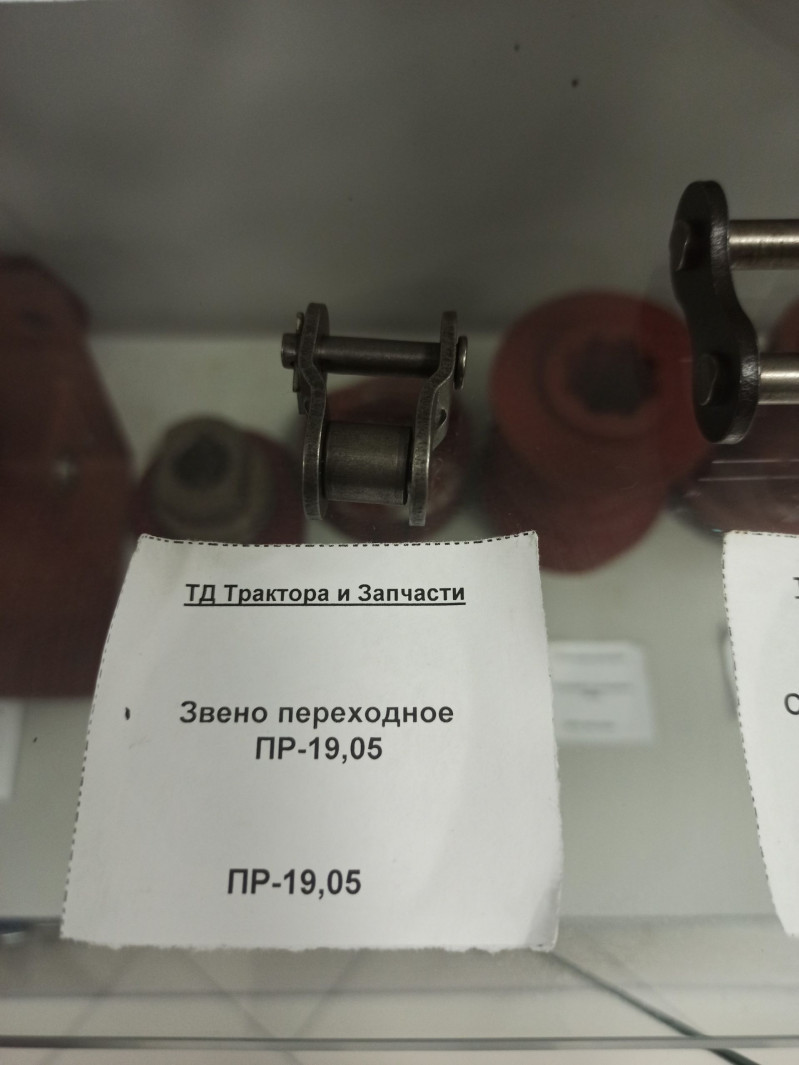 ТД Трактора и Запчасти
Звено переходное
ПР-19,05
ПР-19,05